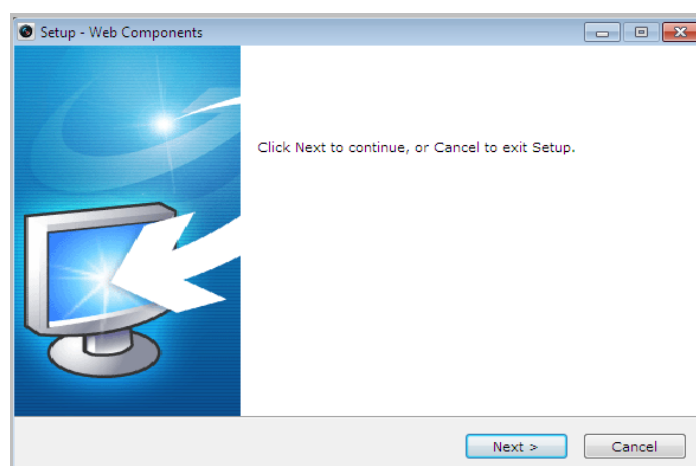 Setup - Web Components
Click Next to continue, or Cancel to exit Setup.
Next >
Cancel